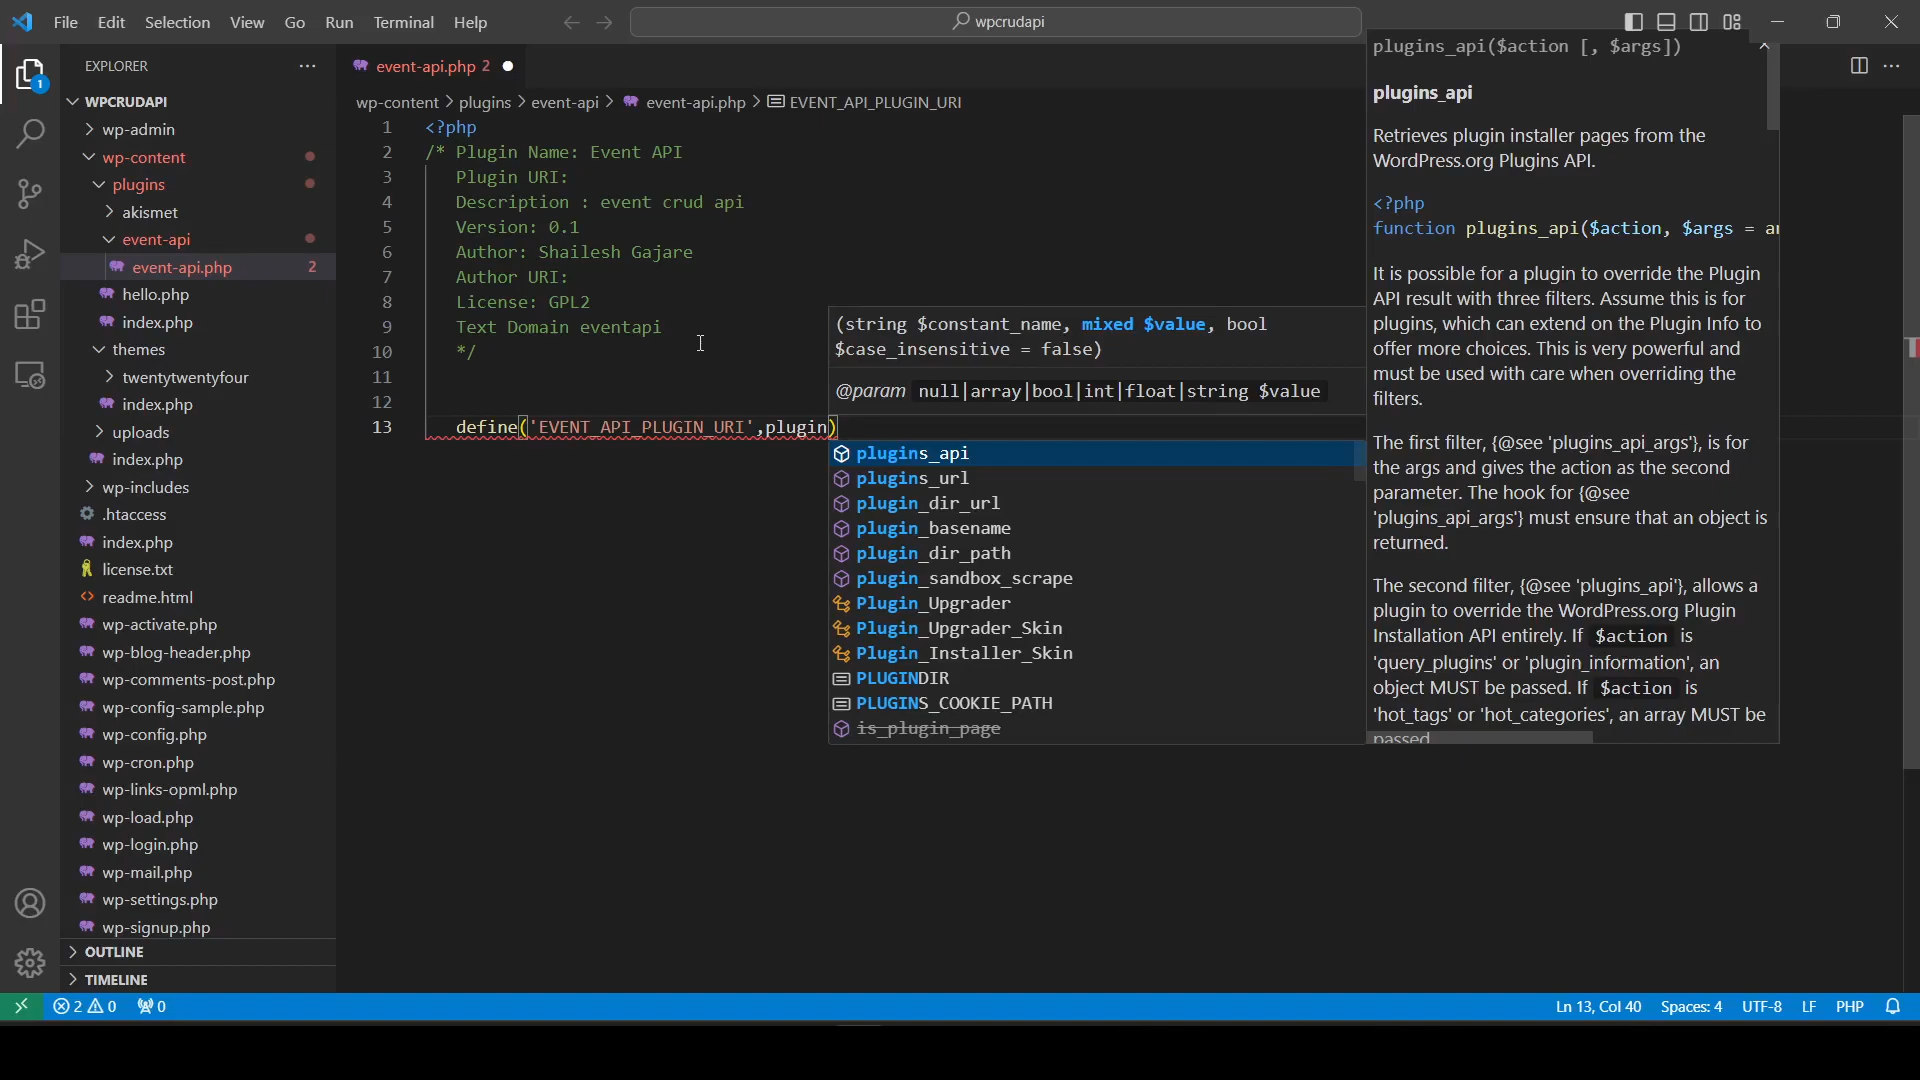 File Edit Selection View Go Run Terminal Help
wpcrudapi
EXPLORER
WPCRUDAPI
wp-admin
wp-content
plugins
akismet
event-api
event-api.php 2
hello.php
index.php
themes
twentytwentyfour
index.php
uploads
index.php
wp-includes
.htaccess
index.php
license.txt
readme.html
wp-activate.php
wp-blog-header.php
wp-comments-post.php
wp-config-sample.php
wp-config.php
wp-cron.php
wp-links-opml.php
wp-load.php
wp-login.php
wp-mail.php
wp-settings.php
wp-signup.php
OUTLINE
TIMELINE
1
event-api.php 2
wp-content > plugins > event-api > event-api.php > EVENT_API_PLUGIN_URI
1 <?php
2 /* Plugin Name: Event API
3 Plugin URI:
4 Description : event crud api
5 Version: 0.1
6 Author: Shailesh Gajare
7 Author URI:
8 License: GPL2
9 Text Domain eventapi
10 */
11
12
13 define('EVENT_API_PLUGIN_URI',plugin)
(string $constant_name, mixed $value, bool
$case_insensitive = false)
@param null|array|bool|int|float|string $value
plugins_api
plugins_url
plugin_dir_url
plugin_basename
plugin_dir_path
plugin_sandbox_scrape
Plugin_Upgrader
Plugin_Upgrader_Skin
Plugin_Installer_Skin
PLUGINDIR
PLUGINS_COOKIE_PATH
is_plugin_page
plugins_api($action [, $args])
plugins_api
Retrieves plugin installer pages from the
WordPress.org Plugins API.
<?php
function plugins_api($action, $args = ar
It is possible for a plugin to override the Plugin
API result with three filters. Assume this is for
plugins, which can extend on the Plugin Info to
offer more choices. This is very powerful and
must be used with care when overriding the
filters.
The first filter, {@see 'plugins_api_args'}, is for
the args and gives the action as the second
parameter. The hook for {@see
'plugins_api_args'} must ensure that an object is
returned.
The second filter, {@see 'plugins_api'}, allows a
plugin to override the WordPress.org Plugin
Installation API entirely. If $action is
'query_plugins' or 'plugin_information', an
object MUST be passed. If $action is
'hot_tags' or 'hot_categories', an array MUST be
passed
2 0 0
Ln 13, Col 40 Spaces: 4 UTF-8 LF PHP